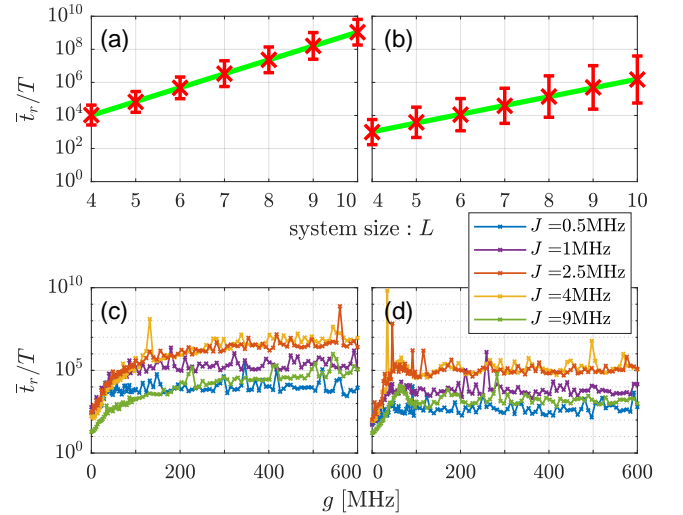 10^10
10^8
10^6
10^4
10^2
10^0
t̄_r/T
(a)
(b)
4 5 6 7 8 9 10
4 5 6 7 8 9 10
system size : L
J =0.5MHz
J =1MHz
J =2.5MHz
J =4MHz
J =9MHz
10^10
10^5
10^0
t̄_r/T
(c)
(d)
0 200 400 600
0 200 400 600
g [MHz]